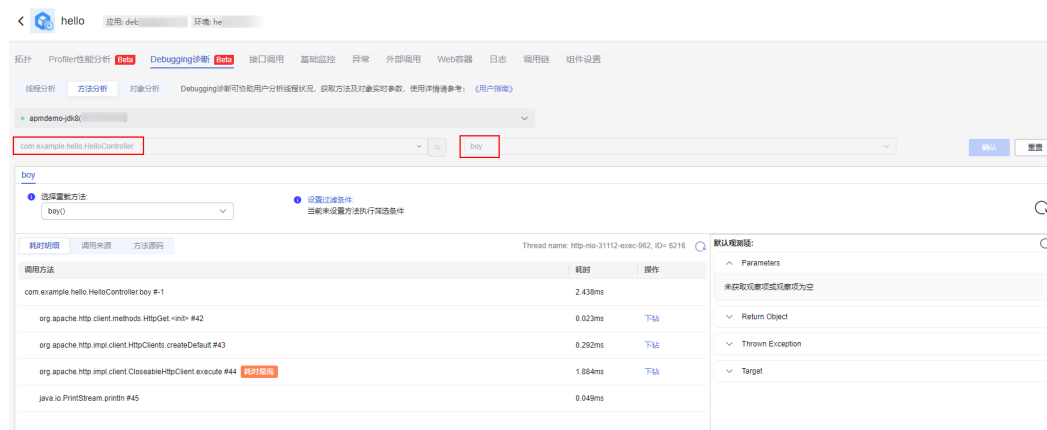 hello 应用: deb 环境: he
拓扑 Profiler性能分析 Beta Debugging诊断 Beta 接口调用 基础监控 异常 外部调用 Web容器 日志 调用链 组件设置
线程分析 方法分析 对象分析 Debugging诊断可协助用户分析线程状况，获取方法及对象实时参数，使用详情请参考：《用户指南》
apmdemo-jdk8(
com.example.hello.HelloController boy 确认 重置
boy
选择重载方法: 设置过滤条件:
boy() 当前未设置方法执行筛选条件
耗时明细 调用来源 方法源码 Thread name: http-nio-31112-exec-962, ID= 6216 默认观测项:
调用方法 耗时 操作 Parameters
com.example.hello.HelloController.boy #-1 2.438ms 未获取观察项或观察项为空
org.apache.http.client.methods.HttpGet.<init> #42 0.023ms 下钻 Return Object
org.apache.http.impl.client.HttpClients.createDefault #43 0.292ms 下钻 Thrown Exception
org.apache.http.impl.client.CloseableHttpClient.execute #44 耗时最高 1.884ms 下钻 Target
java.io.PrintStream.println #45 0.049ms